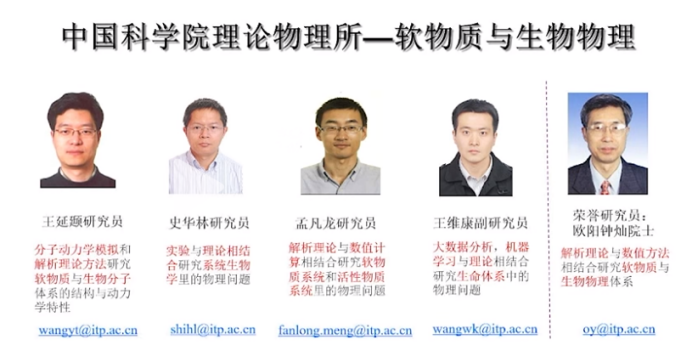 中国科学院理论物理所—软物质与生物物理
王延颋研究员
分子动力学模拟和
解析理论方法研究
软物质与生物分子
体系的结构与动力
学特性
wangyt@itp.ac.cn
史华林研究员
实验与理论相结
合研究系统生物
学里的物理问题
shihl@itp.ac.cn
孟凡龙研究员
解析理论与数值计
算相结合研究软物
质系统和活性物质
系统里的物理问题
fanlong.meng@itp.ac.cn
王维康副研究员
大数据分析，机器
学习与理论相结合
研究生命体系中的
物理问题
wangwk@itp.ac.cn
荣誉研究员：
欧阳钟灿院士
解析理论与数值方法
相结合研究软物质与
生物物理体系
oy@itp.ac.cn